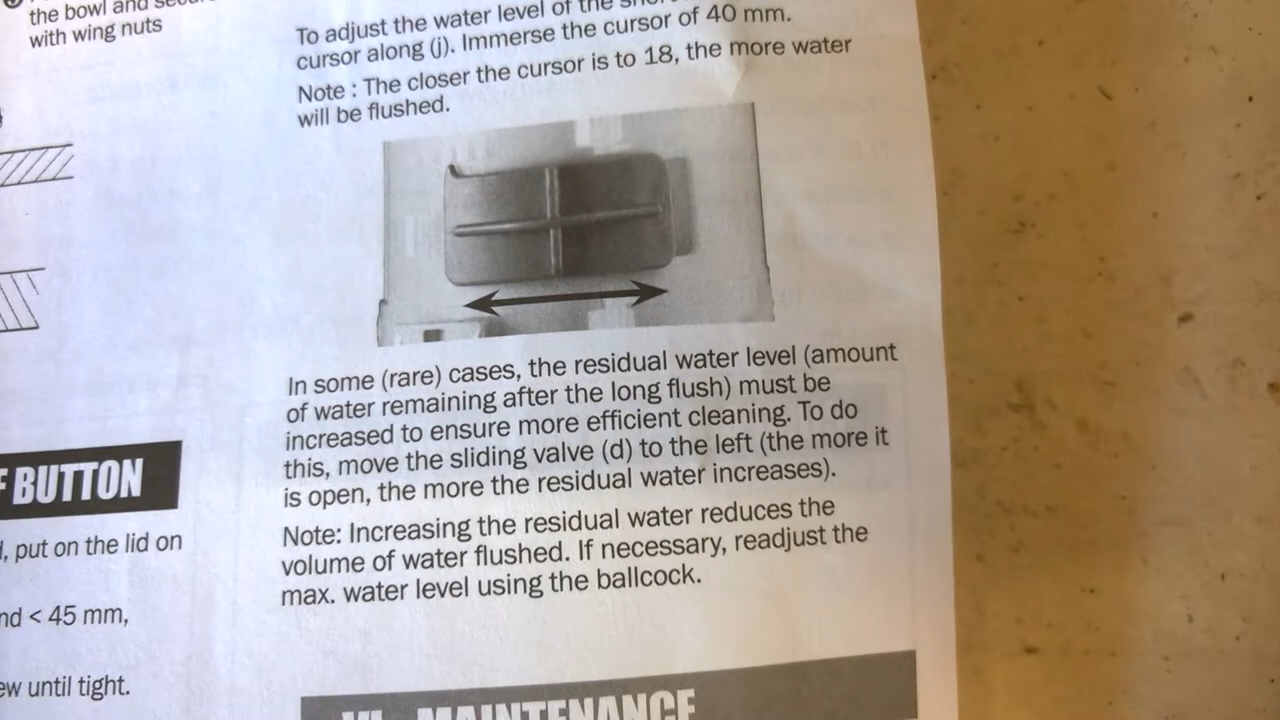 the bowl and
with wing nuts
To adjust the water level of the
cursor along (j). Immerse the cursor of 40 mm.
Note : The closer the cursor is to 18, the more water
will be flushed.
In some (rare) cases, the residual water level (amount
of water remaining after the long flush) must be
increased to ensure more efficient cleaning. To do
this, move the sliding valve (d) to the left (the more it
is open, the more the residual water increases).
Note: Increasing the residual water reduces the
volume of water flushed. If necessary, readjust the
max. water level using the ballcock.
BUTTON
, put on the lid on
< 45 mm,
until tight.
MAINTENANCE